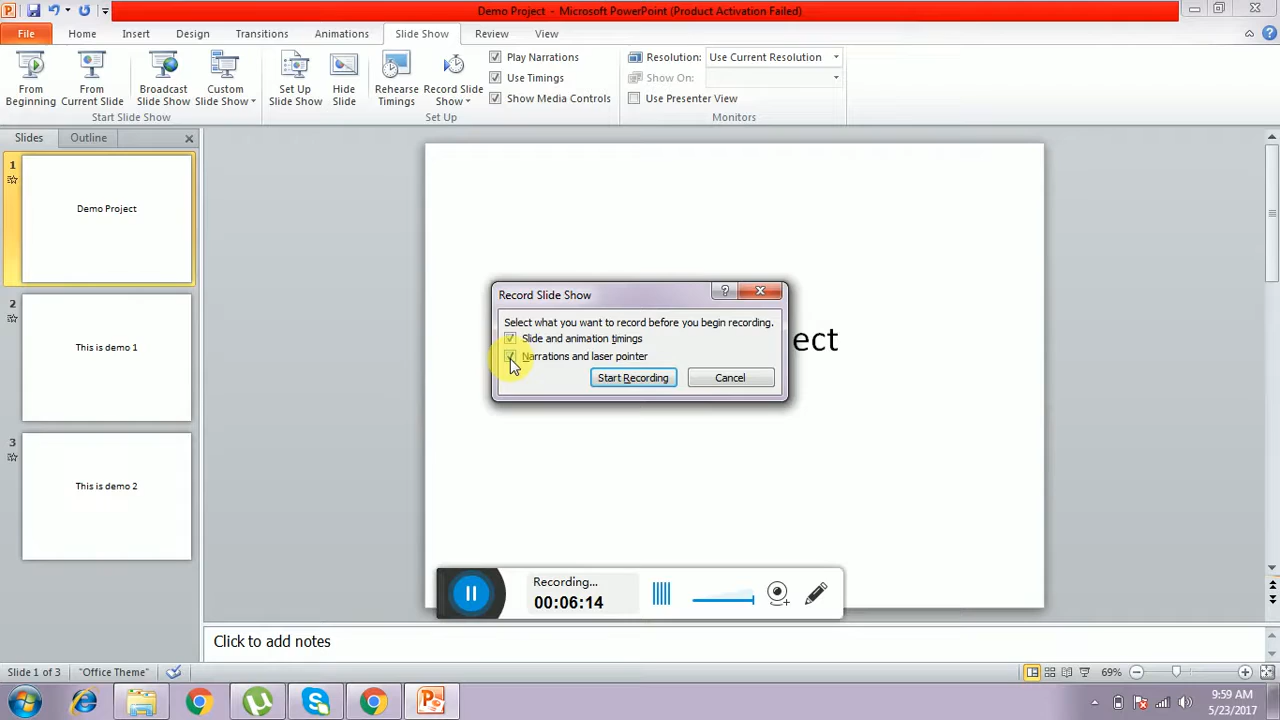 Demo Project - Microsoft PowerPoint (Product Activation Failed)
File Home Insert Design Transitions Animations Slide Show Review View
From Beginning
From Current Slide
Broadcast Slide Show
Custom Slide Show
Start Slide Show
Set Up Slide Show
Hide Slide
Rehearse Timings
Record Slide Show
Play Narrations
Use Timings
Show Media Controls
Set Up
Resolution: Use Current Resolution
Show On:
Use Presenter View
Monitors
Slides Outline
1
Demo Project
2
This is demo 1
3
This is demo 2
ect
Record Slide Show
Select what you want to record before you begin recording.
Slide and animation timings
Narrations and laser pointer
Start Recording Cancel
Recording...
00:06:14
Click to add notes
Slide 1 of 3 "Office Theme" 69%
9:59 AM
5/23/2017